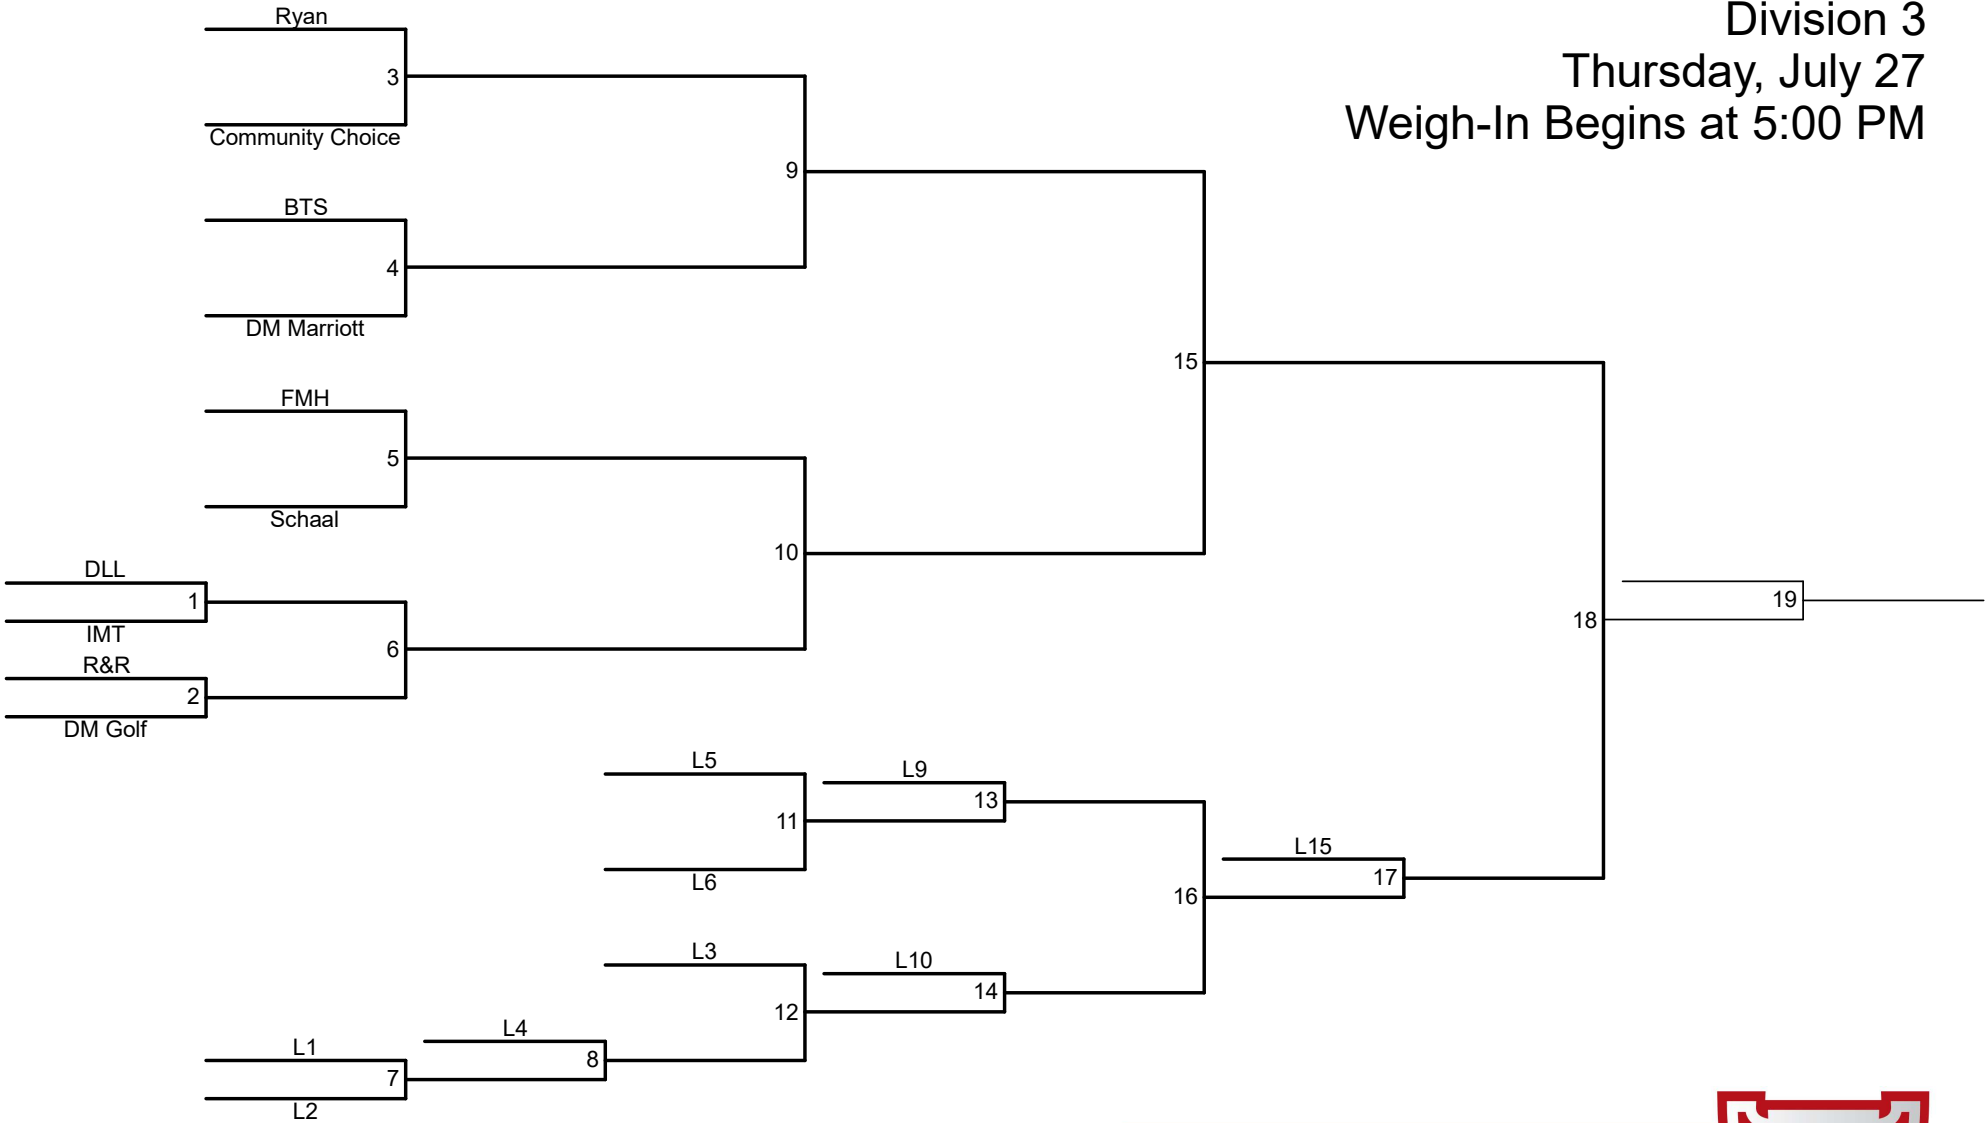 Division 3
Thursday, July 27
Weigh-In Begins at 5:00 PM
Ryan
3
Community Choice
9
BTS
4
DM Marriott
15
FMH
5
Schaal
10
DLL
1
IMT
6
R&R
2
DM Golf
19
18
L5
L9
13
11
L6
L15
17
16
L3
L10
14
12
L4
8
L1
7
L2